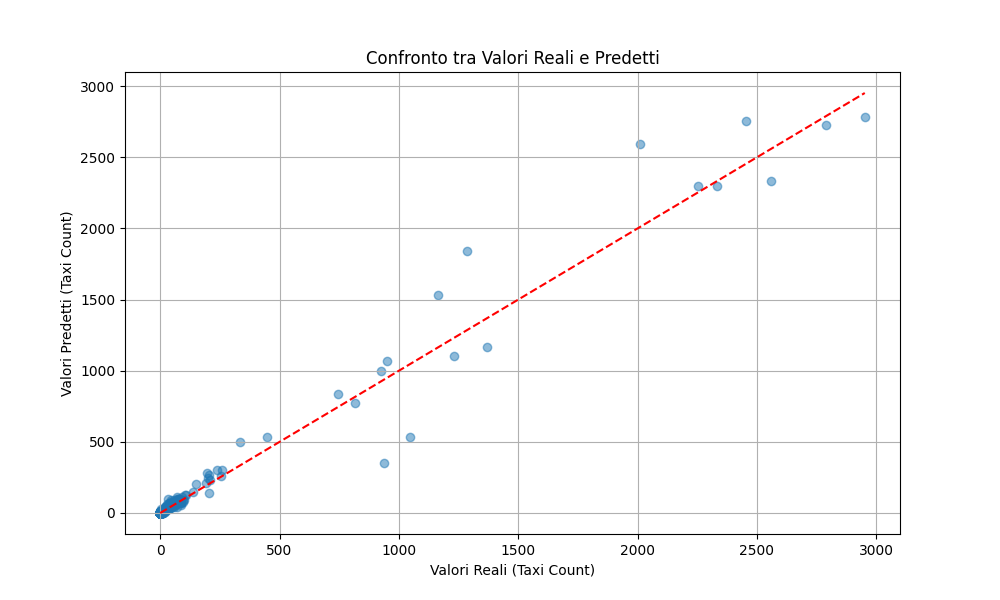 Confronto tra Valori Reali e Predetti
3000
2500
2000
1500
1000
500
0
Valori Predetti (Taxi Count)
0 500 1000 1500 2000 2500 3000
Valori Reali (Taxi Count)